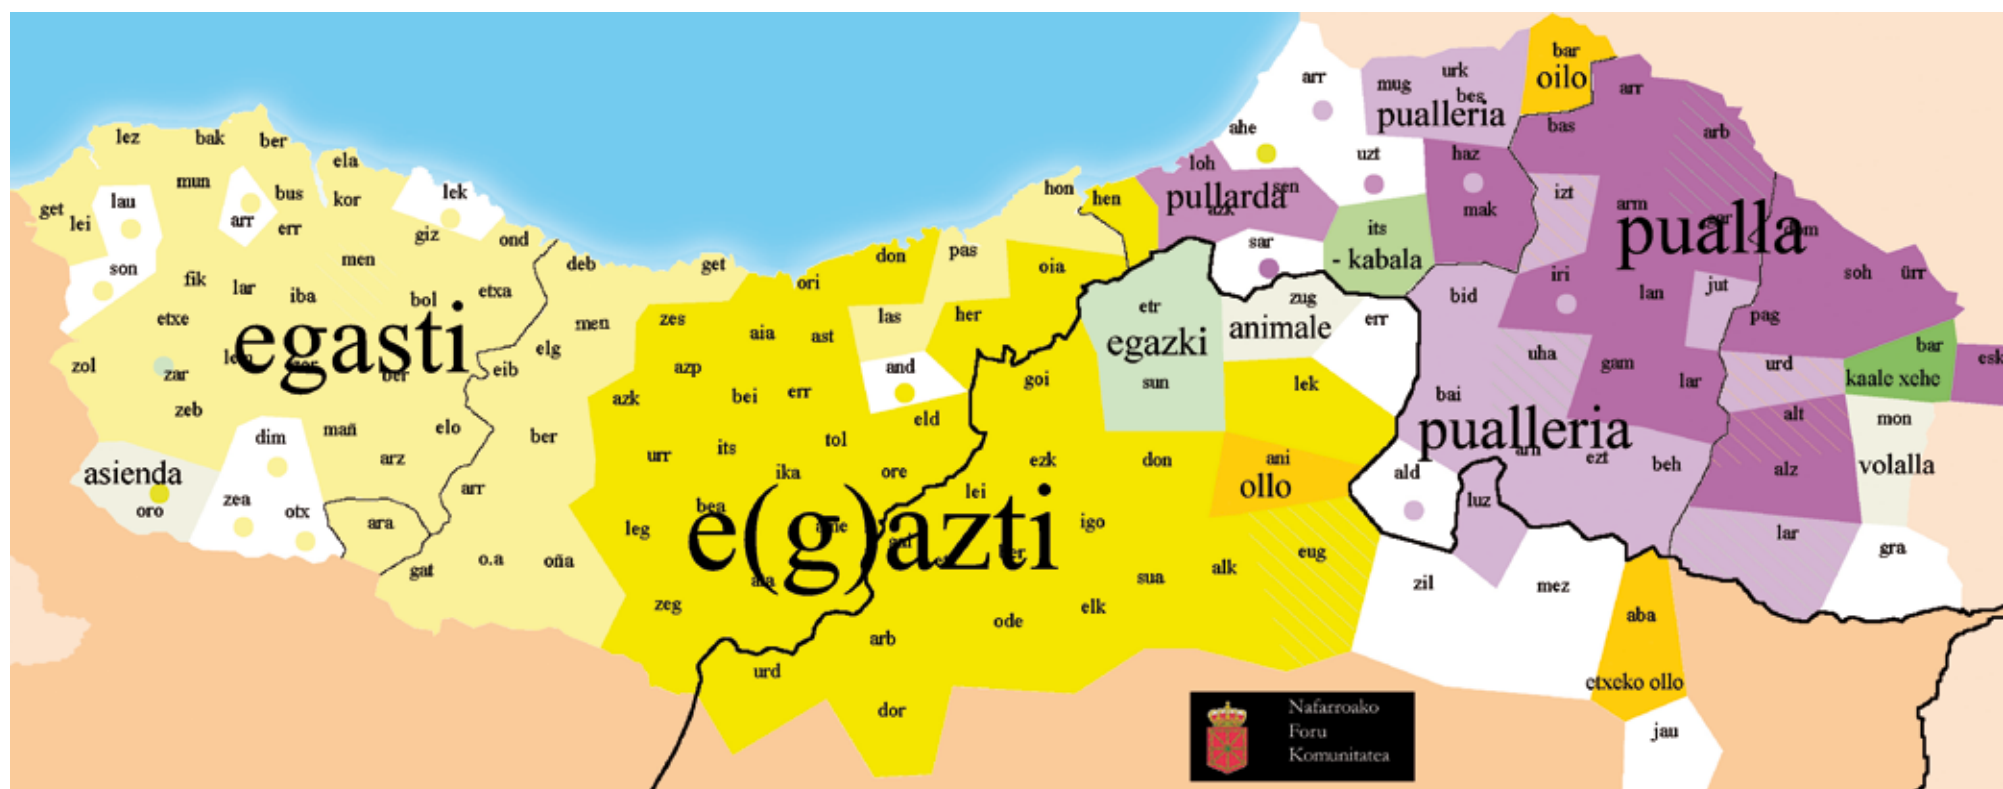 bar
oilo
arr
mug
urk
bes
pualleria
arr
lez
bak
ber
ahe
bas
arb
ela
uzt
haz
loh
mun
bus
kor
lek
hon
hen
pullarda
sen
azk
izt
arm
get
lei
lau
arr
err
giz
ond
its
mak
pualla
sar
- kabala
son
men
deb
get
don
pas
oia
soh
ürr
fik
lar
iba
bol
etxa
ori
iri
lan
jut
etxe
men
zes
las
her
etr
zug
bid
pag
egasti
aia
ast
egazki
animale
err
elg
uha
bar
esk
zol
zar
ber
eib
azp
and
goi
sun
lek
gam
lar
urd
kaale xehe
zeb
azk
bei
err
bai
alt
mon
dim
mañ
elo
ber
eld
pualleria
asienda
arz
urr
its
tol
ezk
don
ani
ald
ezt
beh
alz
volalla
oro
zea
otx
arr
ika
ore
lei
ollo
luz
ara
leg
bea
e(g)azti
igo
lar
gat
o.a
oña
eug
gra
zeg
sua
alk
zil
mez
elk
ode
arb
aba
urd
etxeko ollo
dor
jau
Nafarroako
Foru
Komunitatea